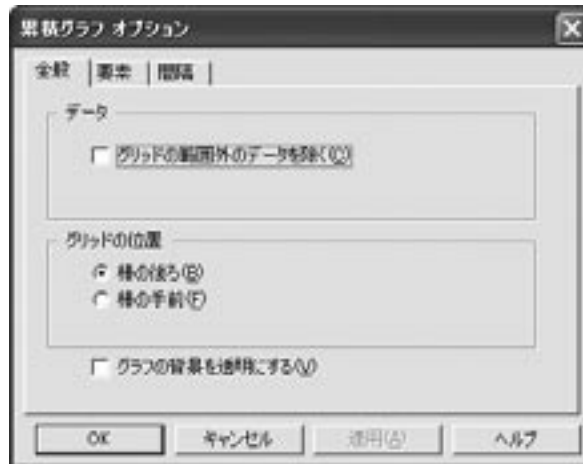 累積グラフ オプション
全般 要素 間隔
データ
グリッドの範囲外のデータを除く(C)
グリッドの位置
棒の後ろ(B)
棒の手前(F)
グラフの背景を透明にする(V)
OK キャンセル 適用(A) ヘルプ